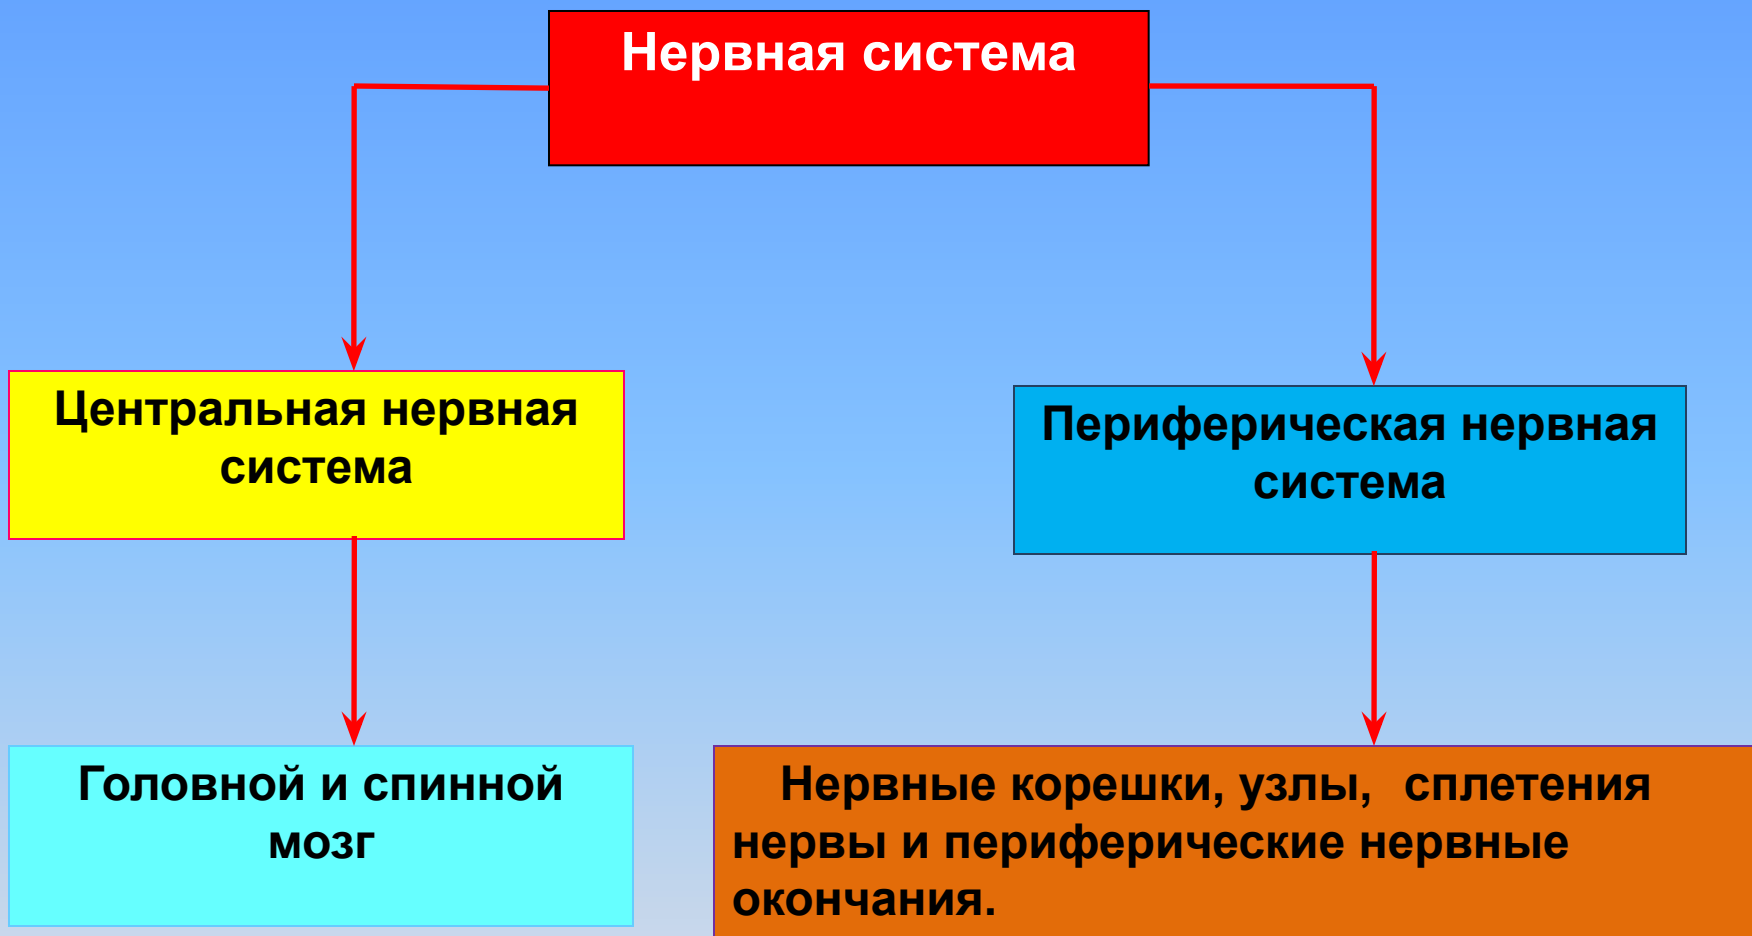 Нервная система
Центральная нервная
система
Периферическая нервная
система
Головной и спинной
мозг
Нервные корешки, узлы, сплетения
нервы и периферические нервные
окончания.